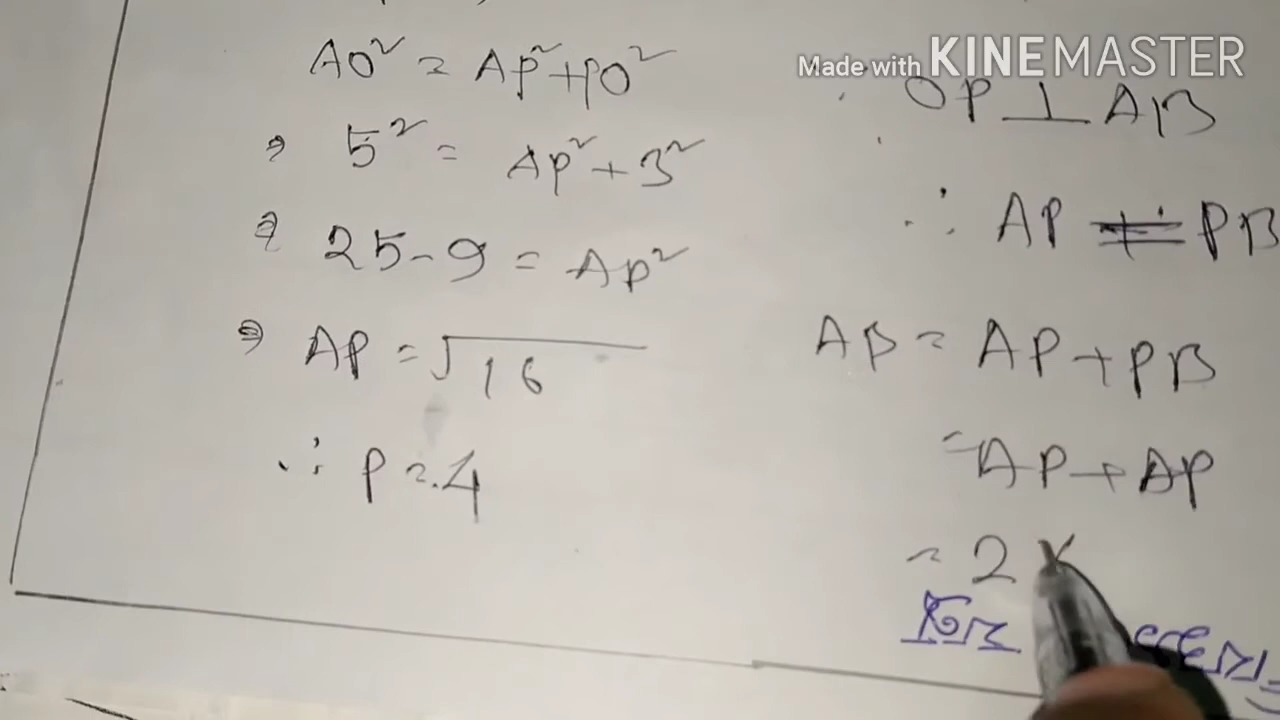 AO² = AP² + PO²
⇒ 5² = AP² + 3²
⇒ 25 - 9 = AP²
⇒ AP = √16
∴ P = 4
Made with KINEMASTER
OP ⊥ AB
∴ AP = PB
AB = AP + PB
= AP + AP
= 2 ×